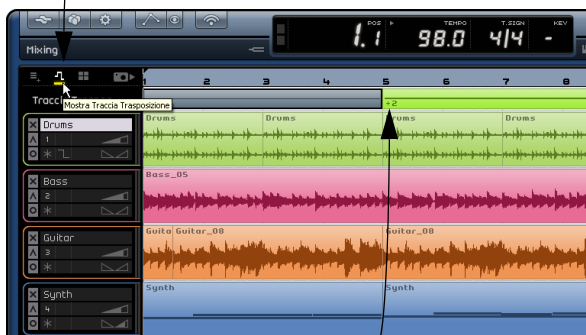 POS TEMPO T.SIGN KEY
1. 1 98.0 4|4 -
Mixing
1 2 3 4 5 6 7 8
Mostra Traccia Trasposizione
+2
Drums
1
Drums Drums Drums Drums
Bass
2
Bass_05
Guitar
3
Guita Guitar_08 Guitar_08
Synth
4
Synth Synth